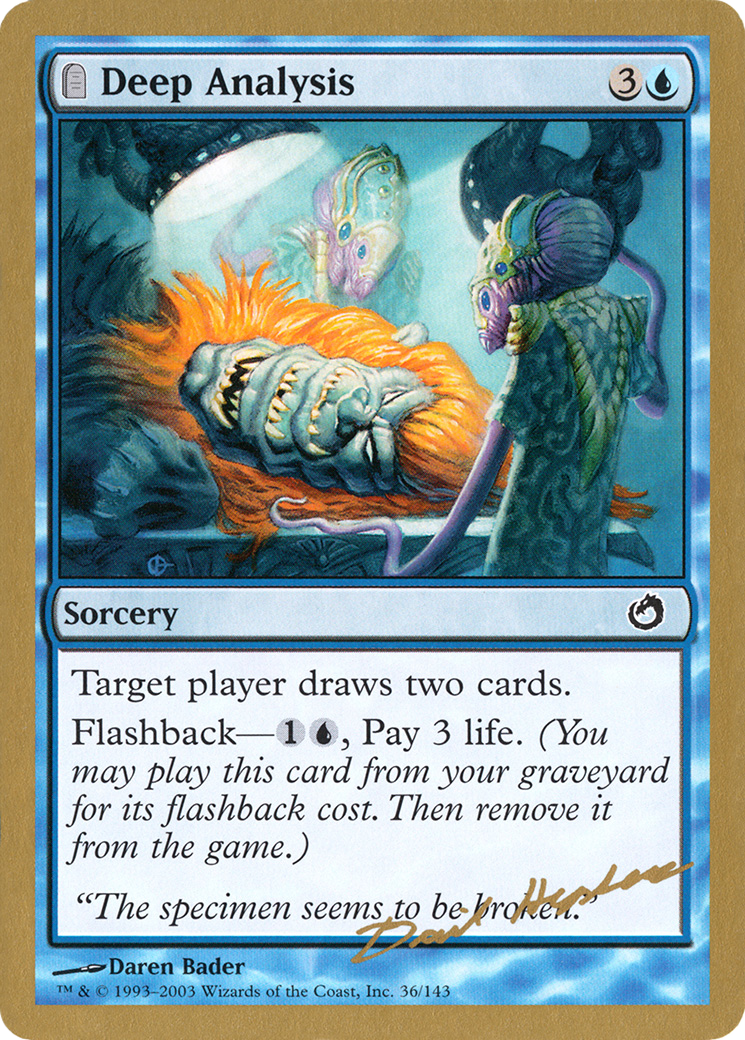 Deep Analysis 3
Sorcery
Target player draws two cards.
Flashback—1, Pay 3 life. (You
may play this card from your graveyard
for its flashback cost. Then remove it
from the game.)
“The specimen seems to be broken.”
Daren Bader
™ & © 1993–2003 Wizards of the Coast, Inc. 36/143